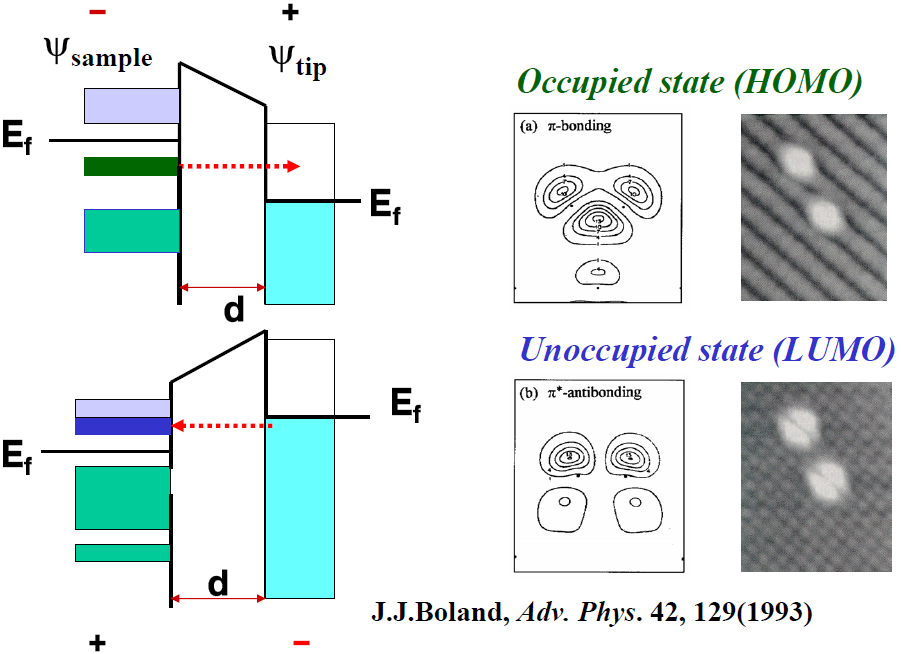 − +
Ψsample Ψtip
Ef
Ef
d
Occupied state (HOMO)
(a) π-bonding
Ef
Ef
d
+ −
Unoccupied state (LUMO)
(b) π*-antibonding
J.J.Boland, Adv. Phys. 42, 129(1993)